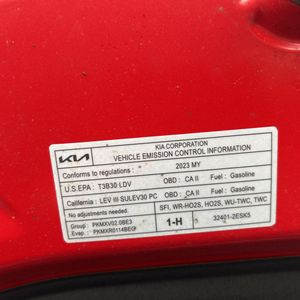 KIA
KIA CORPORATION
VEHICLE EMISSION CONTROL INFORMATION
Conforms to regulations : 2023 MY
U.S.EPA : T3B30 LDV OBD : CA II Fuel : Gasoline
California : LEV III SULEV30 PC OBD : CA II Fuel : Gasoline
No adjustments needed. SFI, WR-HO2S, HO2S, WU-TWC, TWC
Group : PKMXV02.0BE3
Evap. : PKMXR0114BEG
1-H 32401-2ESK5